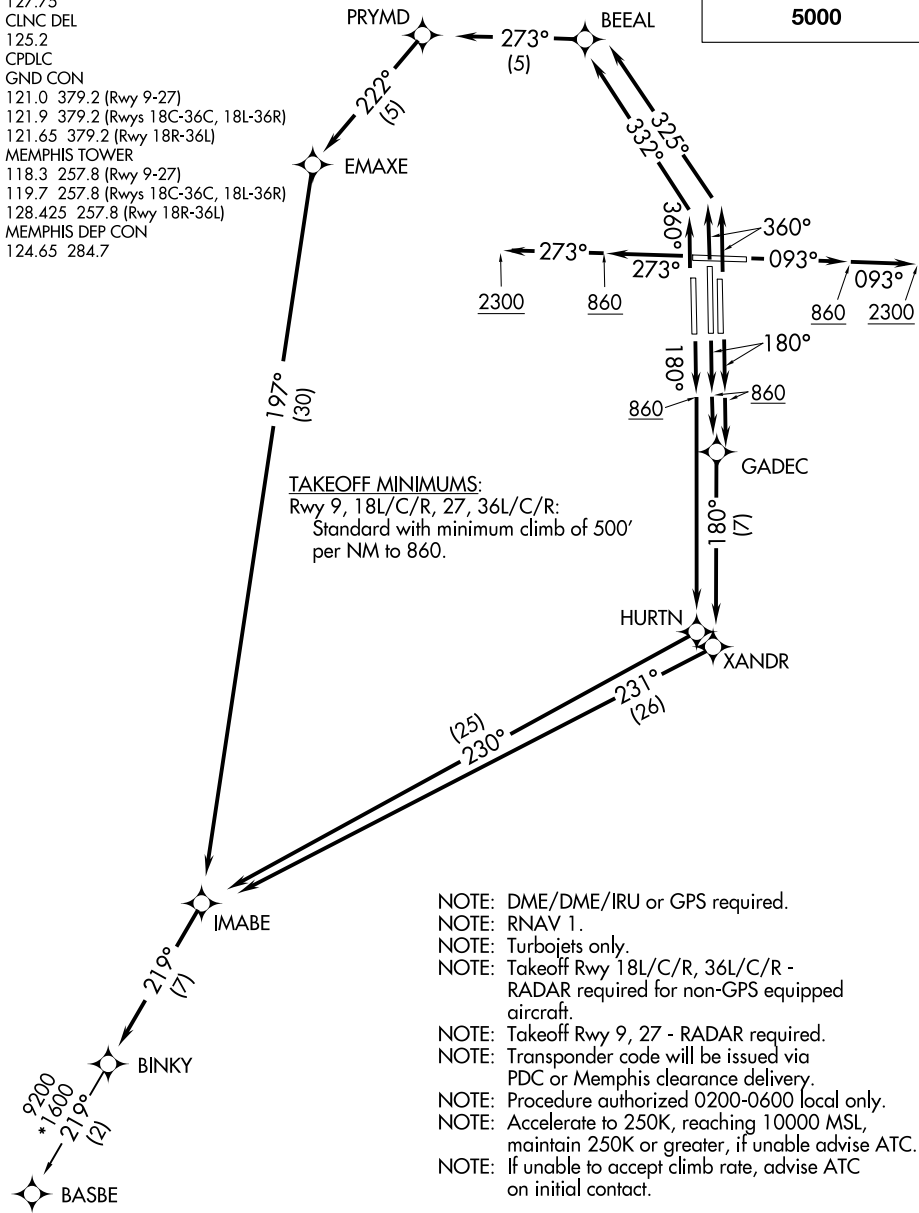 127.75
CLNC DEL
125.2
CPDLC
GND CON
121.0 379.2 (Rwy 9-27)
121.9 379.2 (Rwys 18C-36C, 18L-36R)
121.65 379.2 (Rwy 18R-36L)
MEMPHIS TOWER
118.3 257.8 (Rwy 9-27)
119.7 257.8 (Rwys 18C-36C, 18L-36R)
128.425 257.8 (Rwy 18R-36L)
MEMPHIS DEP CON
124.65 284.7
5000
PRYMD
273°
(5)
BEEAL
222°
(5)
EMAXE
332°
325°
360°
360°
273°
273°
093°
093°
2300
860
860
2300
180°
180°
860
860
GADEC
197°
(30)
180°
(7)
TAKEOFF MINIMUMS:
Rwy 9, 18L/C/R, 27, 36L/C/R:
Standard with minimum climb of 500'
per NM to 860.
HURTN
XANDR
231°
(26)
(25)
230°
IMABE
219°
(7)
BINKY
9200
*1600
219°
(2)
BASBE
NOTE: DME/DME/IRU or GPS required.
NOTE: RNAV 1.
NOTE: Turbojets only.
NOTE: Takeoff Rwy 18L/C/R, 36L/C/R -
RADAR required for non-GPS equipped
aircraft.
NOTE: Takeoff Rwy 9, 27 - RADAR required.
NOTE: Transponder code will be issued via
PDC or Memphis clearance delivery.
NOTE: Procedure authorized 0200-0600 local only.
NOTE: Accelerate to 250K, reaching 10000 MSL,
maintain 250K or greater, if unable advise ATC.
NOTE: If unable to accept climb rate, advise ATC
on initial contact.